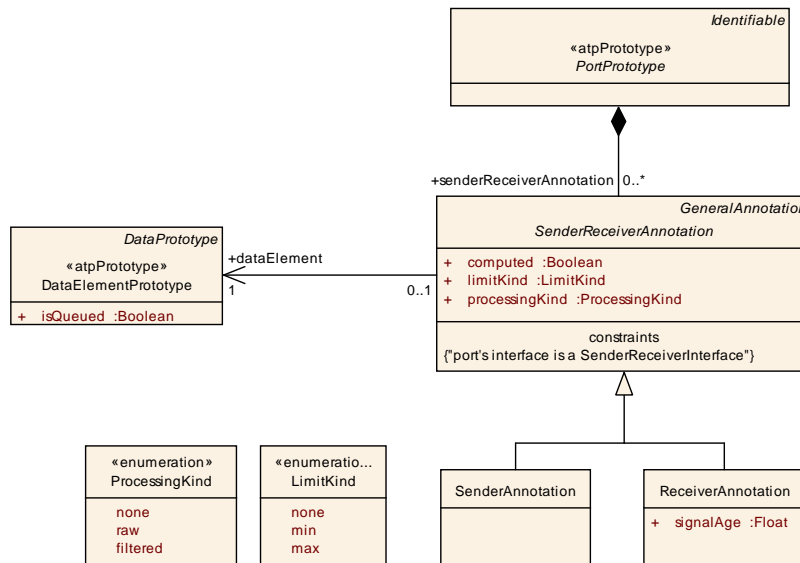 Identifiable
«atpPrototype»
PortPrototype
+senderReceiverAnnotation 0..*
GeneralAnnotation
SenderReceiverAnnotation
+ computed :Boolean
+ limitKind :LimitKind
+ processingKind :ProcessingKind
constraints
{"port's interface is a SenderReceiverInterface"}
DataPrototype
«atpPrototype»
DataElementPrototype
+ isQueued :Boolean
+dataElement
1
0..1
«enumeration»
ProcessingKind
none
raw
filtered
«enumeratio...
LimitKind
none
min
max
SenderAnnotation
ReceiverAnnotation
+ signalAge :Float